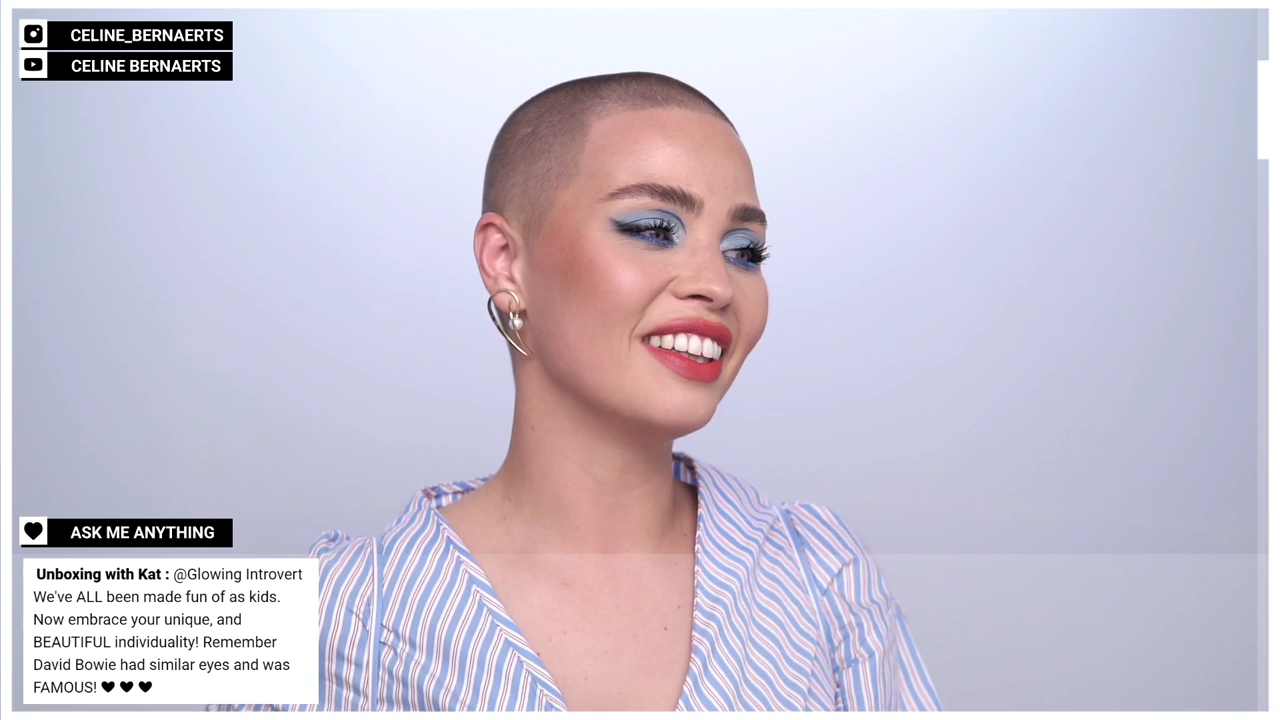 CELINE_BERNAERTS
CELINE BERNAERTS
ASK ME ANYTHING
Unboxing with Kat : @Glowing Introvert
We've ALL been made fun of as kids.
Now embrace your unique, and
BEAUTIFUL individuality! Remember
David Bowie had similar eyes and was
FAMOUS! ♥ ♥ ♥